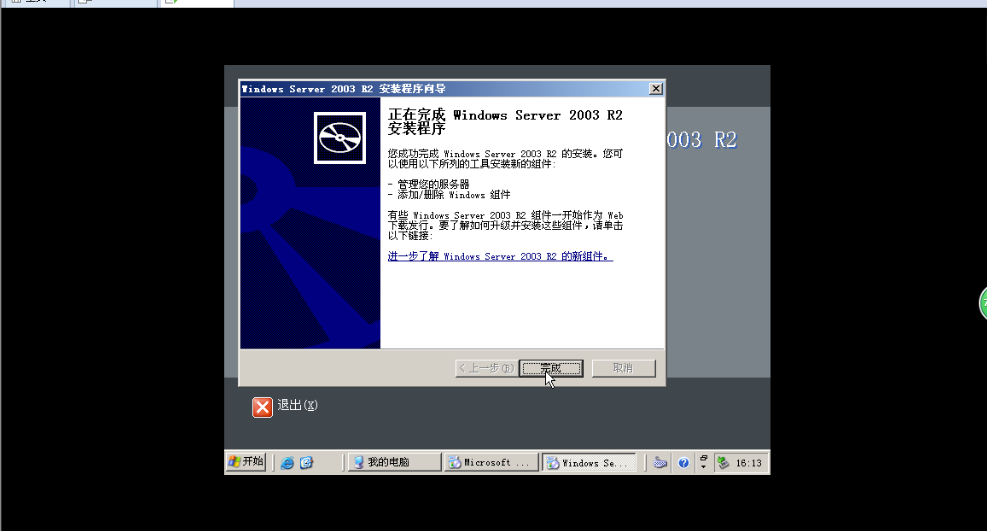 Windows Server 2003 R2 安装程序向导
正在完成 Windows Server 2003 R2
安装程序
003 R2
您成功完成 Windows Server 2003 R2 的安装。您可
以使用以下所列的工具安装新的组件:
- 管理您的服务器
- 添加/删除 Windows 组件
有些 Windows Server 2003 R2 组件一开始作为 Web
下载发行。要了解如何升级并安装这些组件，请单击
以下链接:
进一步了解 Windows Server 2003 R2 的新组件。
< 上一步(B)
完成
取消
退出(X)
开始
我的电脑
Microsoft ...
Windows Se...
16:13